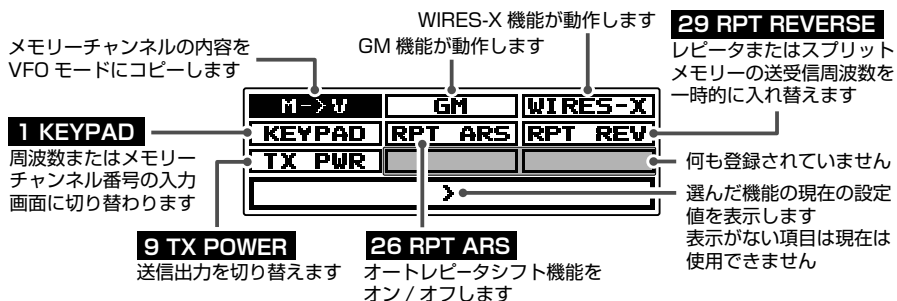 WIRES-X 機能が動作します
29 RPT REVERSE
メモリーチャンネルの内容を
VFO モードにコピーします
GM 機能が動作します
レピータまたはスプリット
メモリーの送受信周波数を
一時的に入れ替えます
M->V GM WIRES-X
KEYPAD RPT ARS RPT REV
TX PWR
>
1 KEYPAD
周波数またはメモリー
チャンネル番号の入力
画面に切り替わります
何も登録されていません
選んだ機能の現在の設定
値を表示します
表示がない項目は現在は
使用できません
9 TX POWER
送信出力を切り替えます
26 RPT ARS
オートレピータシフト機能を
オン / オフします